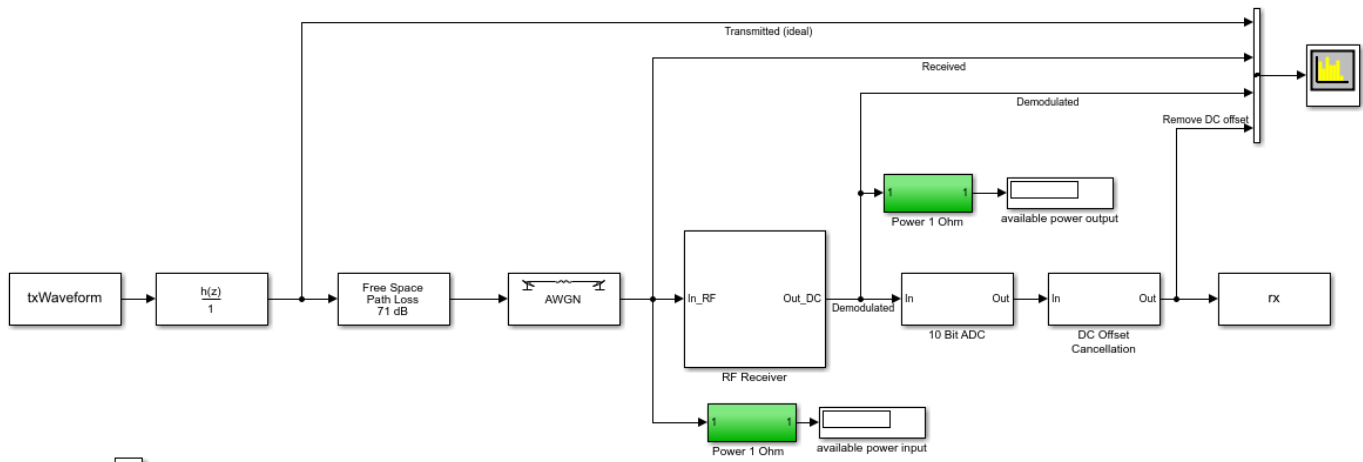 Transmitted (ideal)
Received
Demodulated
Remove DC offset
1 1
Power 1 Ohm
available power output
txWaveform
h(z)
1
Free Space
Path Loss
71 dB
AWGN
In_RF Out_DC
RF Receiver
Demodulated
In Out
10 Bit ADC
In Out
DC Offset
Cancellation
rx
1 1
Power 1 Ohm
available power input